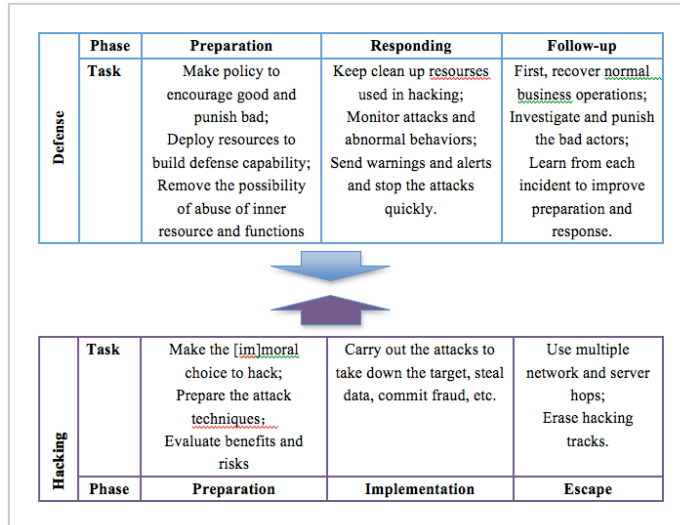 Defense
Phase Preparation Responding Follow-up
Task
Make policy to
encourage good and
punish bad;
Deploy resources to
build defense capability;
Remove the possibility
of abuse of inner
resource and functions
Keep clean up resourses
used in hacking;
Monitor attacks and
abnormal behaviors;
Send warnings and alerts
and stop the attacks
quickly.
First, recover normal
business operations;
Investigate and punish
the bad actors;
Learn from each
incident to improve
preparation and
response.
Hacking
Task
Make the [im]moral
choice to hack;
Prepare the attack
techniques;
Evaluate benefits and
risks
Carry out the attacks to
take down the target, steal
data, commit fraud, etc.
Use multiple
network and server
hops;
Erase hacking
tracks.
Phase Preparation Implementation Escape